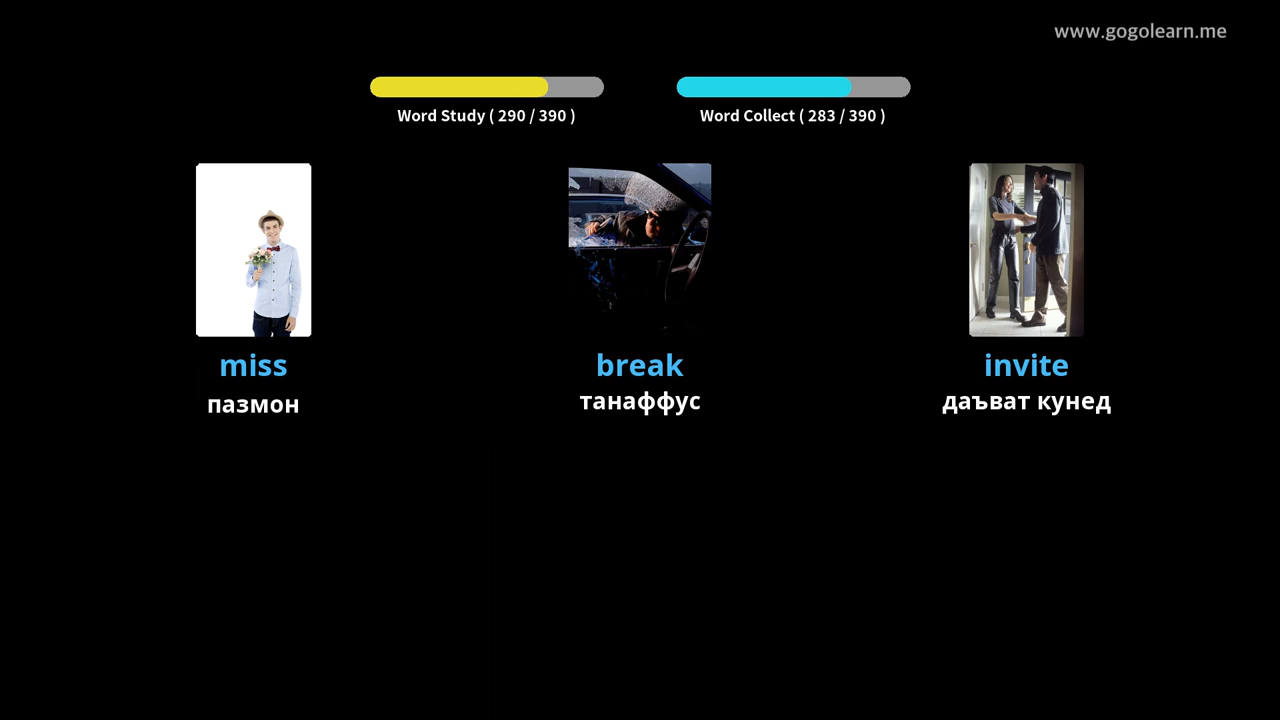 www.gogolearn.me
Word Study ( 290 / 390 )
Word Collect ( 283 / 390 )
miss
break
invite
пазмон
танаффус
даъват кунед